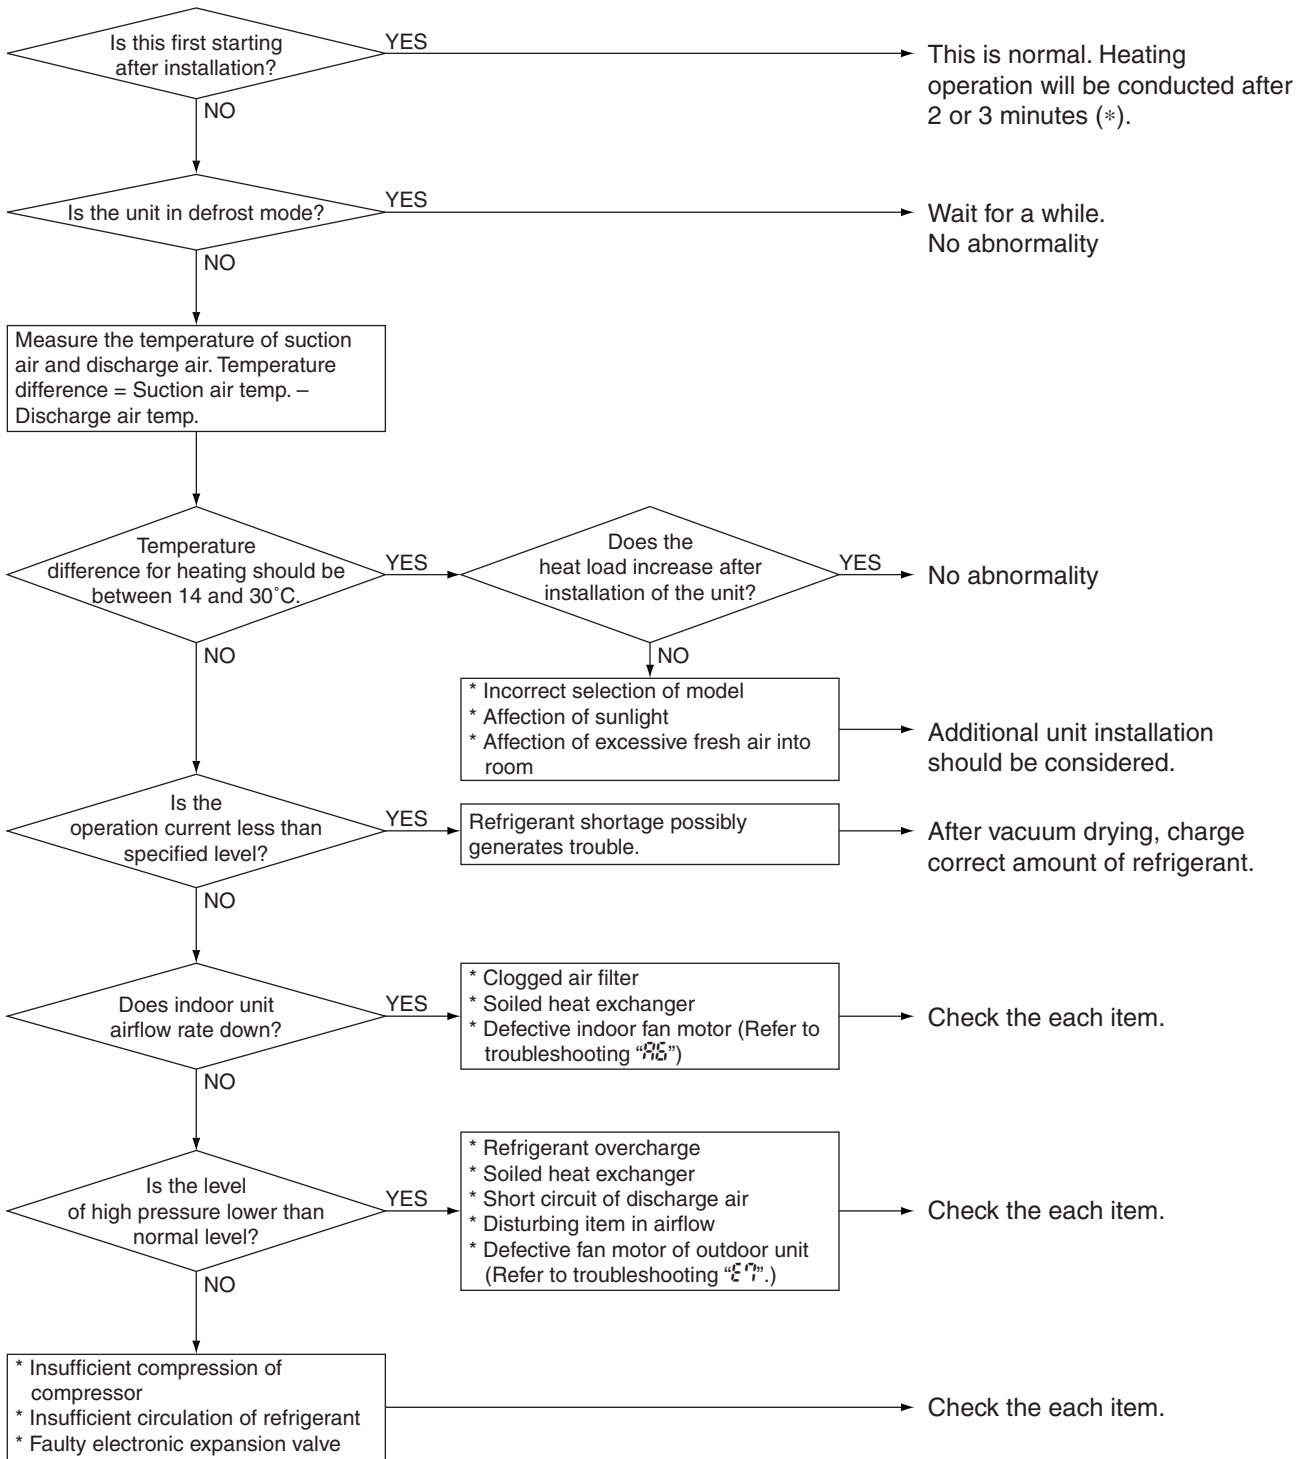 Is this first starting
after installation?
YES
This is normal. Heating
operation will be conducted after
2 or 3 minutes (*).
NO
Is the unit in defrost mode?
YES
Wait for a while.
No abnormality
NO
Measure the temperature of suction
air and discharge air. Temperature
difference = Suction air temp. –
Discharge air temp.
Temperature
difference for heating should be
between 14 and 30˚C.
YES
Does the
heat load increase after
installation of the unit?
YES
No abnormality
NO
NO
* Incorrect selection of model
* Affection of sunlight
* Affection of excessive fresh air into
room
Additional unit installation
should be considered.
Is the
operation current less than
specified level?
YES
Refrigerant shortage possibly
generates trouble.
After vacuum drying, charge
correct amount of refrigerant.
NO
Does indoor unit
airflow rate down?
YES
* Clogged air filter
* Soiled heat exchanger
* Defective indoor fan motor (Refer to
troubleshooting “A6”)
Check the each item.
NO
Is the level
of high pressure lower than
normal level?
YES
* Refrigerant overcharge
* Soiled heat exchanger
* Short circuit of discharge air
* Disturbing item in airflow
* Defective fan motor of outdoor unit
(Refer to troubleshooting “E7”.)
Check the each item.
NO
* Insufficient compression of
compressor
* Insufficient circulation of refrigerant
* Faulty electronic expansion valve
Check the each item.